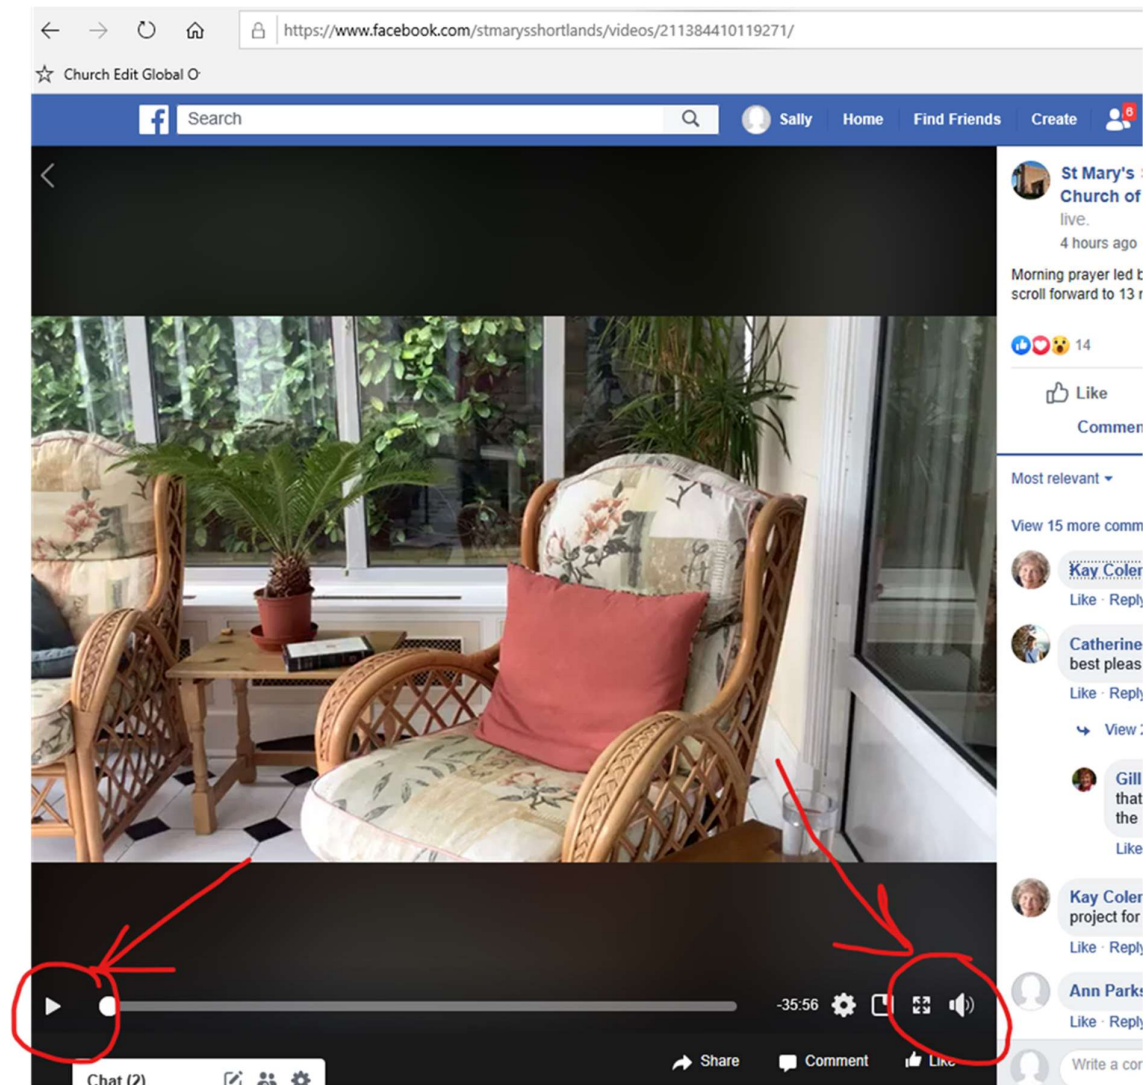 https://www.facebook.com/stmarysshortlands/videos/211384410119271/
Church Edit Global O
f Search Sally Home Find Friends Create 6
St Mary's
Church of
live.
4 hours ago
Morning prayer led
scroll forward to 13
14
Like
Commen
Most relevant
View 15 more comm
Kay Coler
Like · Reply
Catherine
best pleas
Like · Reply
View
Gill
that
the
Like
Kay Coler
project for
Like · Reply
Ann Parks
Like · Reply
-35:56
Share Comment Like
Write a cor
Chat (2)